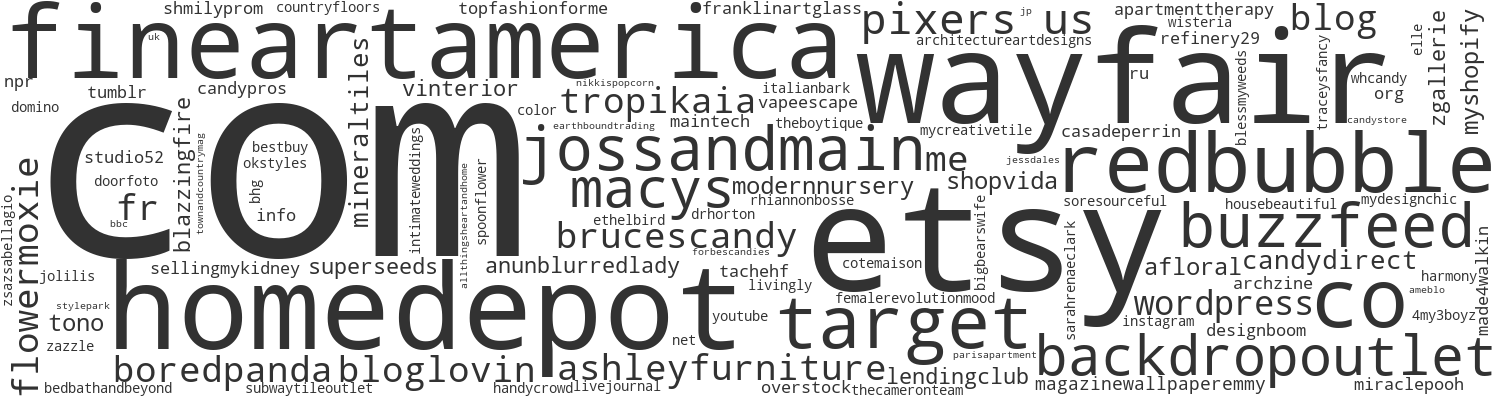 shmilyprom
countryfloors
topfashionforme
franklinartglass
pixers
jp
us
apartmenttherapy
wisteria
blog
elle
zgallerie
myshopify
fineartamerica
uk
architectureartdesigns
refinery29
wayfair
ru
whcandy
org
traceysfancy
blessmyweeds
candystore
npr
domino
tumblr
candypros
vinterior
nikkispopcorn
italianbark
color
tropikaia
vapeescape
earthboundtrading
maintech
theboytique
mycreativetile
casadeperrin
com
studio52
doorfoto
fr
bbc
blazzingfire
townandcountrymag
bestbuy
okstyles
bhg
info
mineraltiles
intimateweddings
allthingsheartandhome
spoonflower
jossandmain
me
jessdales
redbubble
macys
modernnursery
shopvida
rhiannonbosse
drhorton
ethelbird
brucescandy
forbescandies
etsy
bigbearswife
soresourceful
housebeautiful
mydesignchic
buzzfeed
flowermoxie
zsazsabellagio
jolilis
stylepark
tono
zazzle
sellingmykidney
superseeds
anunblurredlady
tachehf
livingly
cotemaison
femalerevolutionmood
sarahrenaeclark
afloral
candydirect
archzine
harmony
ameblo
made4walkin
homedepot
youtube
net
target
wordpress
co
instagram
designboom
4my3boyz
parisapartment
backdropoutlet
boredpanda
bloglovin
ashleyfurniture
lendingclub
bedbathandbeyond
subwaytileoutlet
handycrowd
livejournal
overstock
thecameronteam
magazinewallpaperemmy
miraclepooh